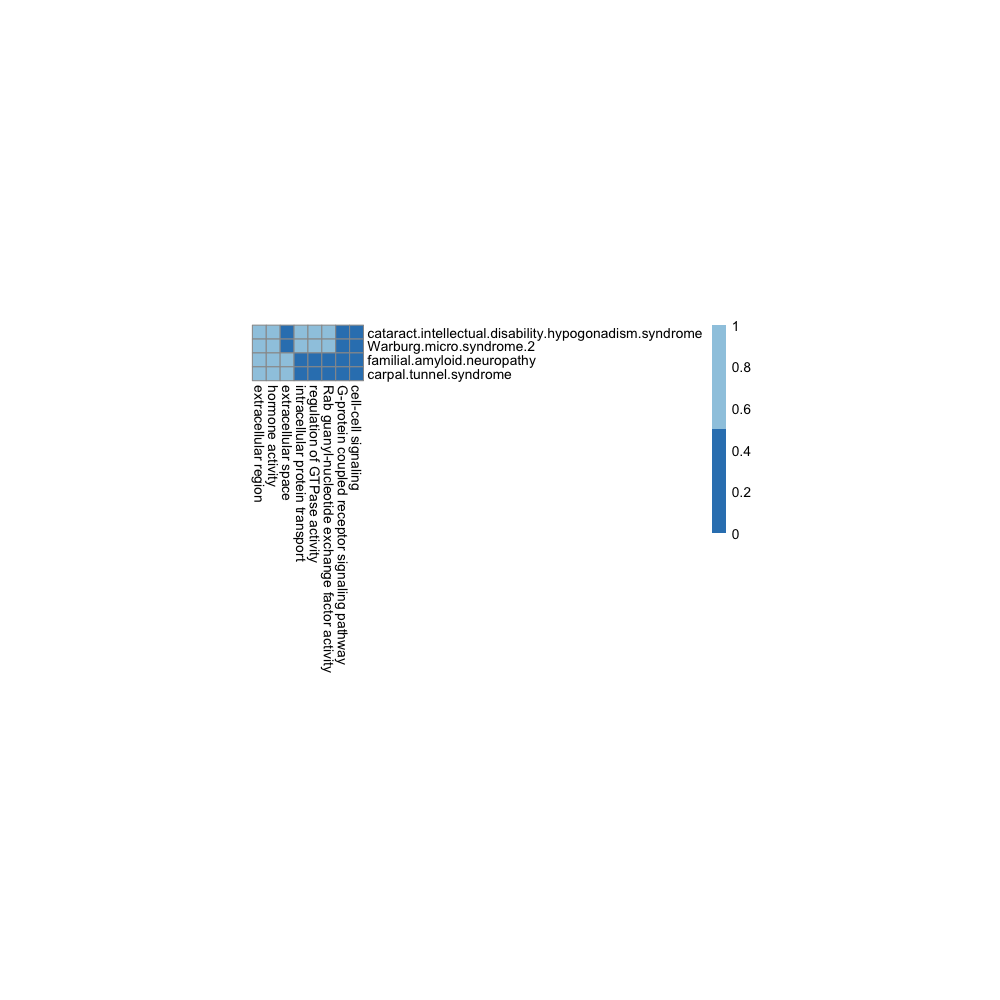 cataract.intellectual.disability.hypogonadism.syndrome
Warburg.micro.syndrome.2
familial.amyloid.neuropathy
carpal.tunnel.syndrome
extracellular region
hormone activity
extracellular space
intracellular protein transport
regulation of GTPase activity
Rab guanyl-nucleotide exchange factor activity
G-protein coupled receptor signaling pathway
cell-cell signaling
1
0.8
0.6
0.4
0.2
0